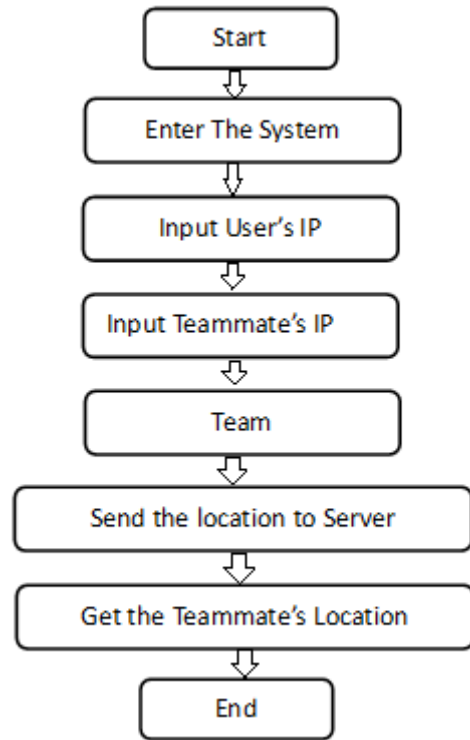 Start
Enter The System
Input User's IP
Input Teammate's IP
Team
Send the location to Server
Get the Teammate's Location
End